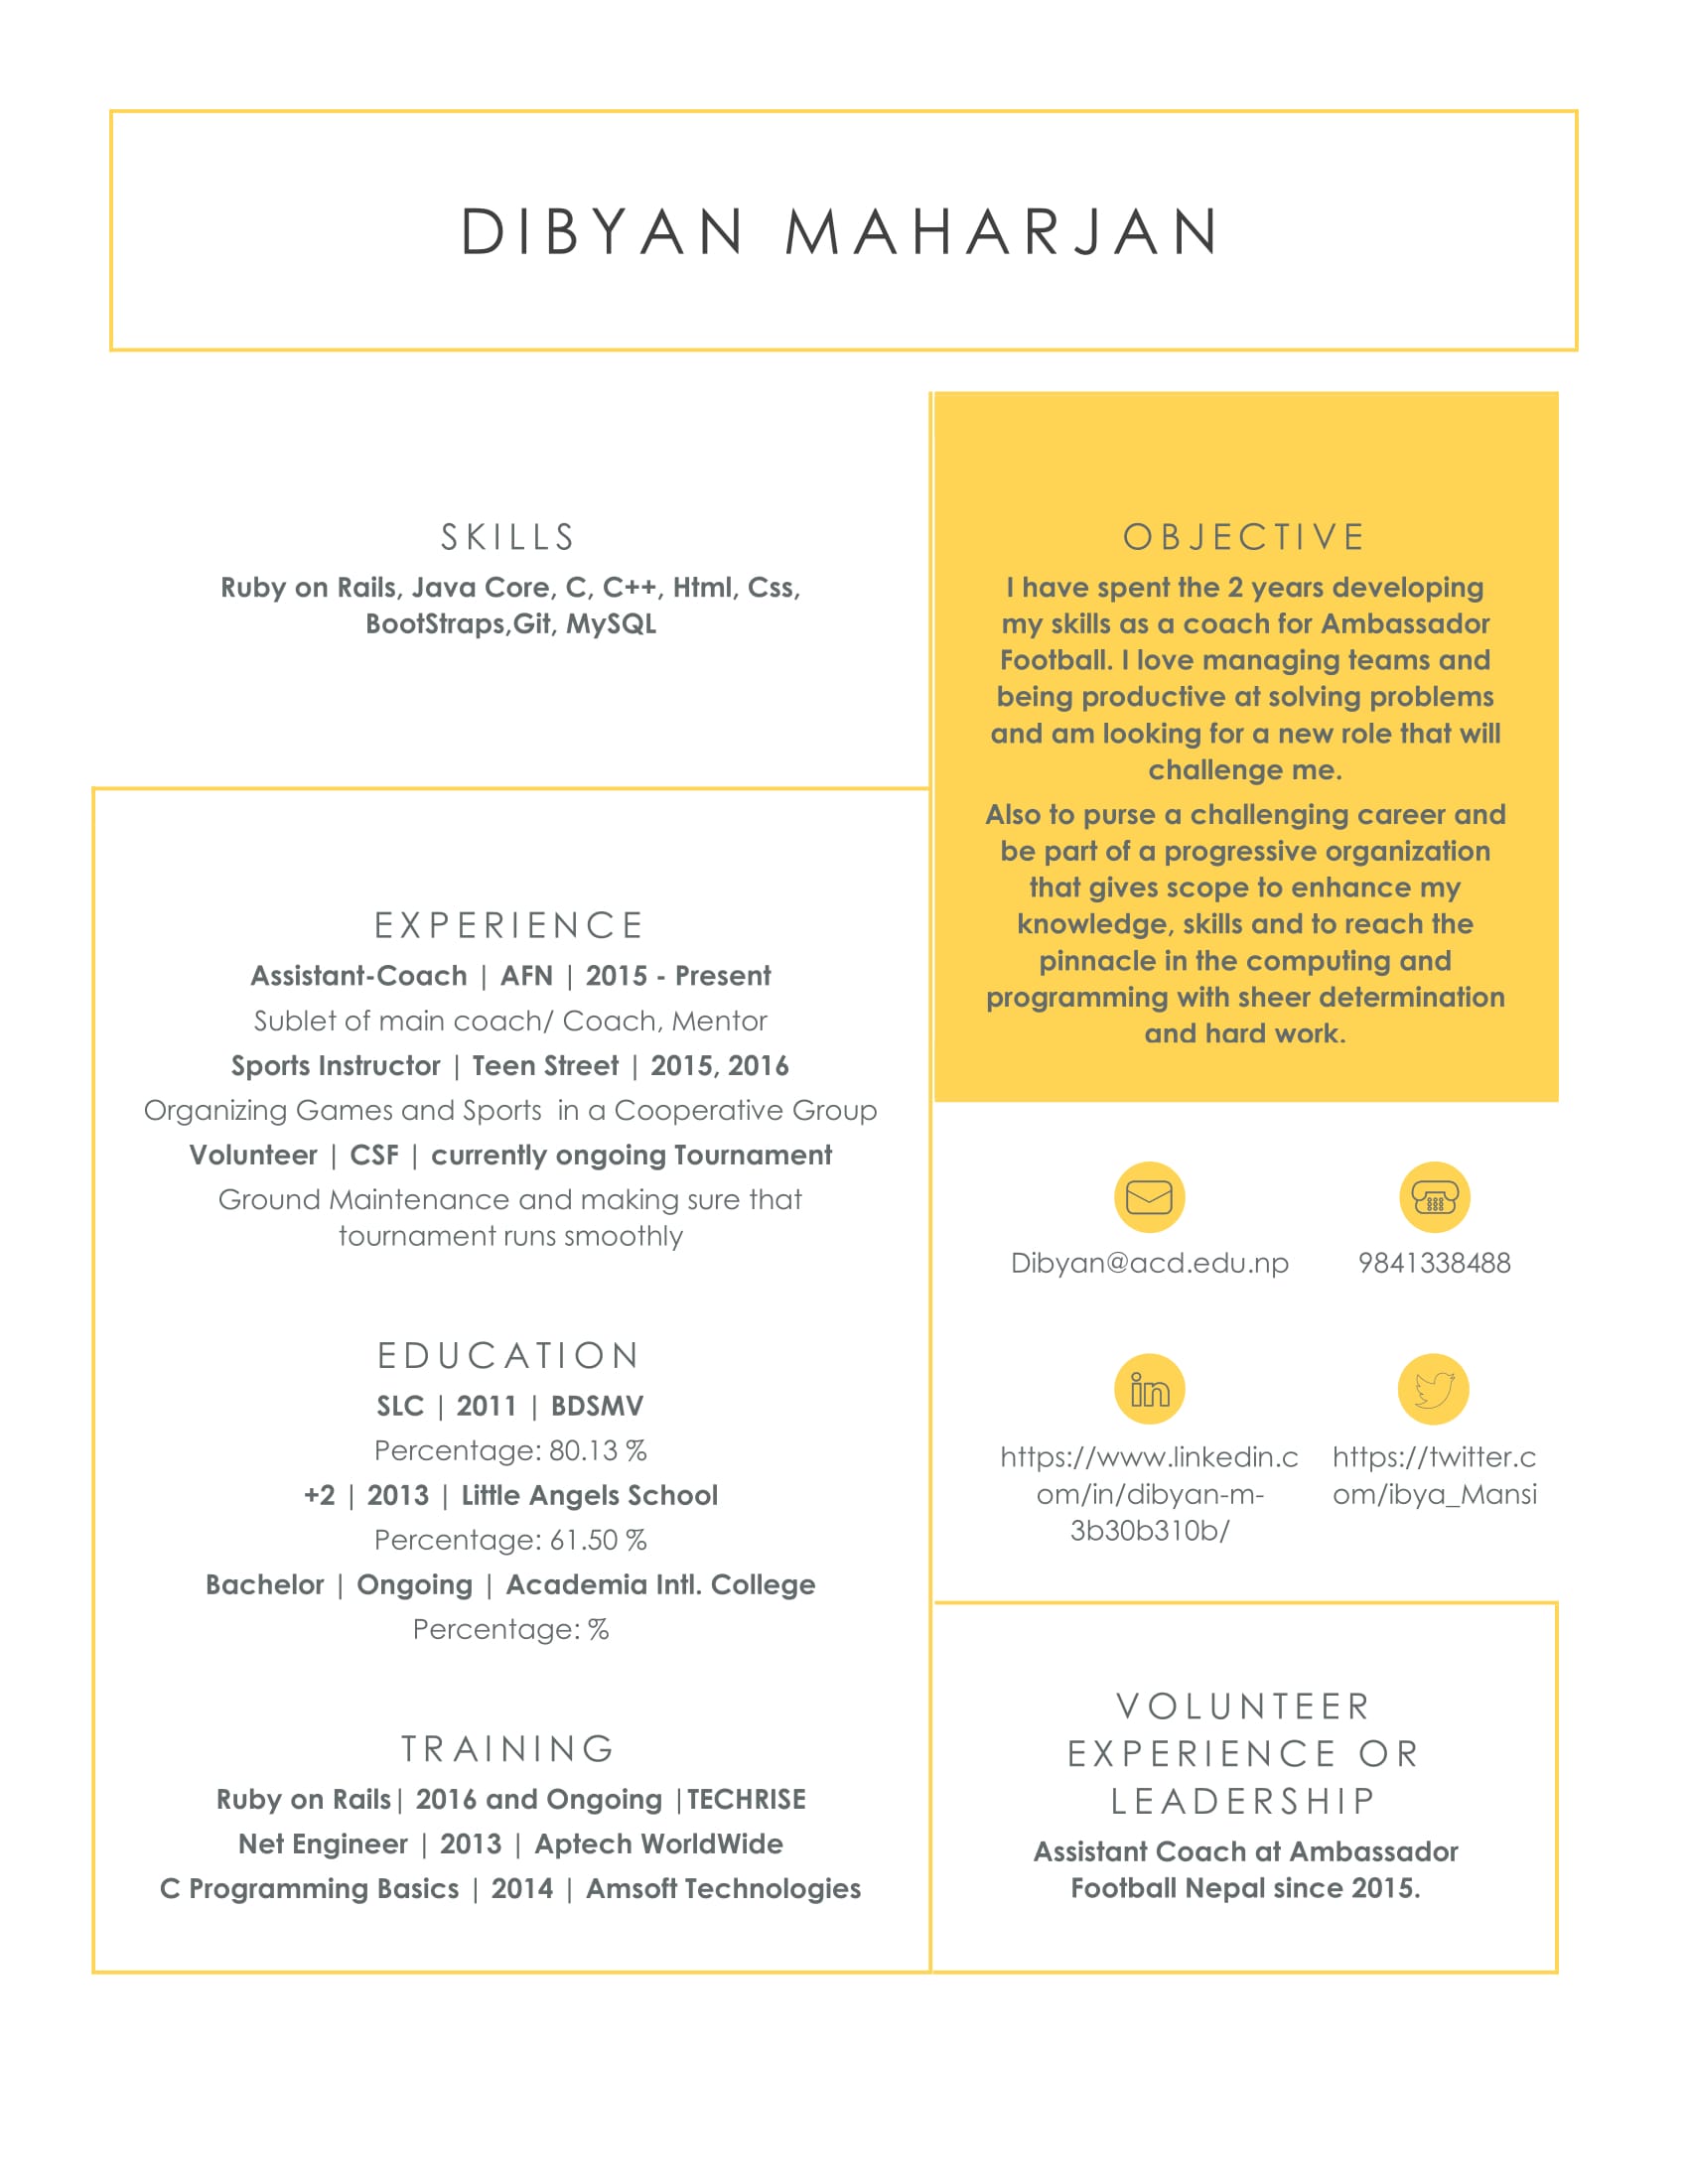 DIBYAN MAHARJAN
SKILLS
Ruby on Rails, Java Core, C, C++, Html, Css,
BootStraps,Git, MySQL
EXPERIENCE
Assistant-Coach | AFN | 2015 - Present
Sublet of main coach/ Coach, Mentor
Sports Instructor | Teen Street | 2015, 2016
Organizing Games and Sports  in a Cooperative Group
Volunteer | CSF | currently ongoing Tournament
Ground Maintenance and making sure that
tournament runs smoothly
EDUCATION
SLC | 2011 | BDSMV
Percentage: 80.13 %
+2 | 2013 | Little Angels School
Percentage: 61.50 %
Bachelor | Ongoing | Academia Intl. College
Percentage: %
TRAINING
Ruby on Rails| 2016 and Ongoing |TECHRISE
Net Engineer | 2013 | Aptech WorldWide
C Programming Basics | 2014 | Amsoft Technologies
OBJECTIVE
I have spent the 2 years developing
my skills as a coach for Ambassador
Football. I love managing teams and
being productive at solving problems
and am looking for a new role that will
challenge me.
Also to purse a challenging career and
be part of a progressive organization
that gives scope to enhance my
knowledge, skills and to reach the
pinnacle in the computing and
programming with sheer determination
and hard work.
Dibyan@acd.edu.np
9841338488
in
https://www.linkedin.c
om/in/dibyan-m-
3b30b310b/
https://twitter.c
om/ibya_Mansi
VOLUNTEER
EXPERIENCE OR
LEADERSHIP
Assistant Coach at Ambassador
Football Nepal since 2015.